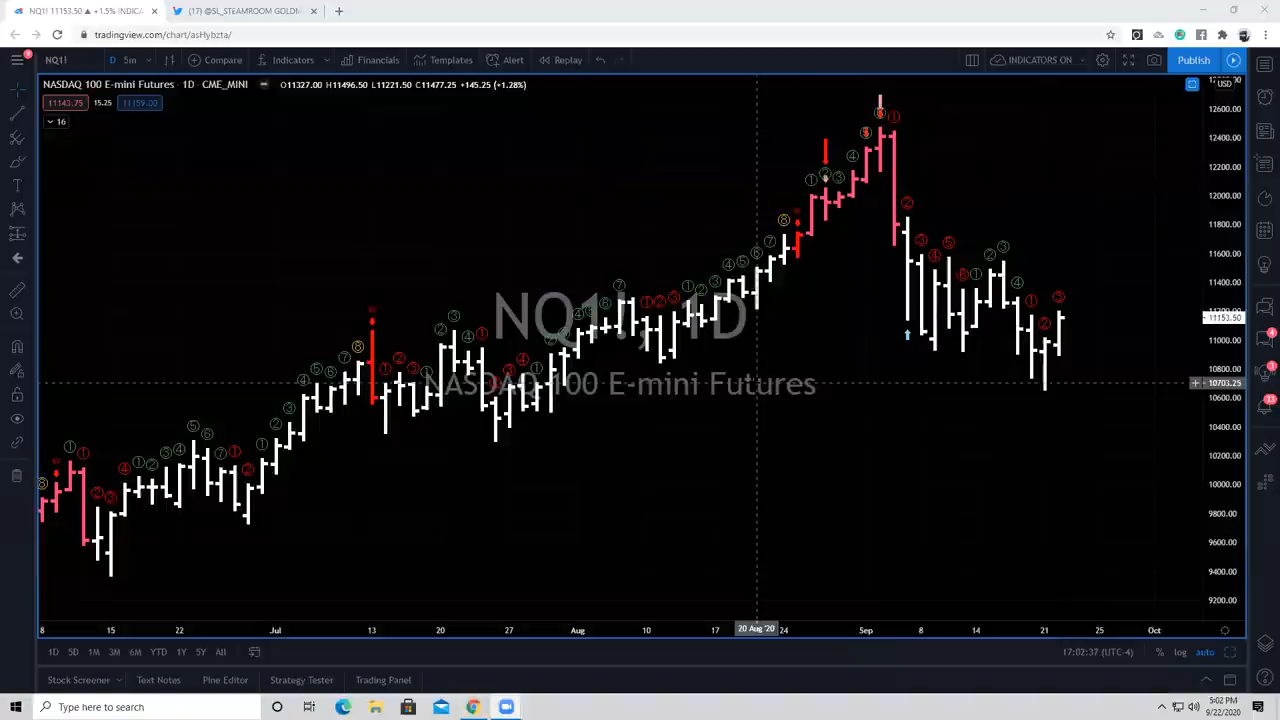 NQ1! 11153.50 ▲ +1.5% INDICATO
(17) @SL_STEAMROOM GOLDM
tradingview.com/chart/asHybzta/
NQ1!
D 5m
Compare
Indicators
Financials
Templates
Alert
Replay
INDICATORS ON
Publish
NASDAQ 100 E-mini Futures · 1D · CME_MINI
O11327.00 H11496.50 L11221.50 C11477.25 +145.25 (+1.28%)
11143.75 15.25 11159.00
16
USD
12600.00
12400.00
12200.00
12000.00
11800.00
11600.00
11400.00
11153.50
11000.00
10800.00
10703.25
10600.00
10400.00
10200.00
10000.00
9800.00
9600.00
9400.00
9200.00
NQ1!, 1D
NASDAQ 100 E-mini Futures
8 15 22 Jul 13 20 27 Aug 10 17 20 Aug '20 24 Sep 8 14 21 25 Oct
1D 5D 1M 3M 6M YTD 1Y 5Y All
17:02:37 (UTC-4) % log auto
Stock Screener Text Notes Pine Editor Strategy Tester Trading Panel
Type here to search
5:02 PM
9/22/2020